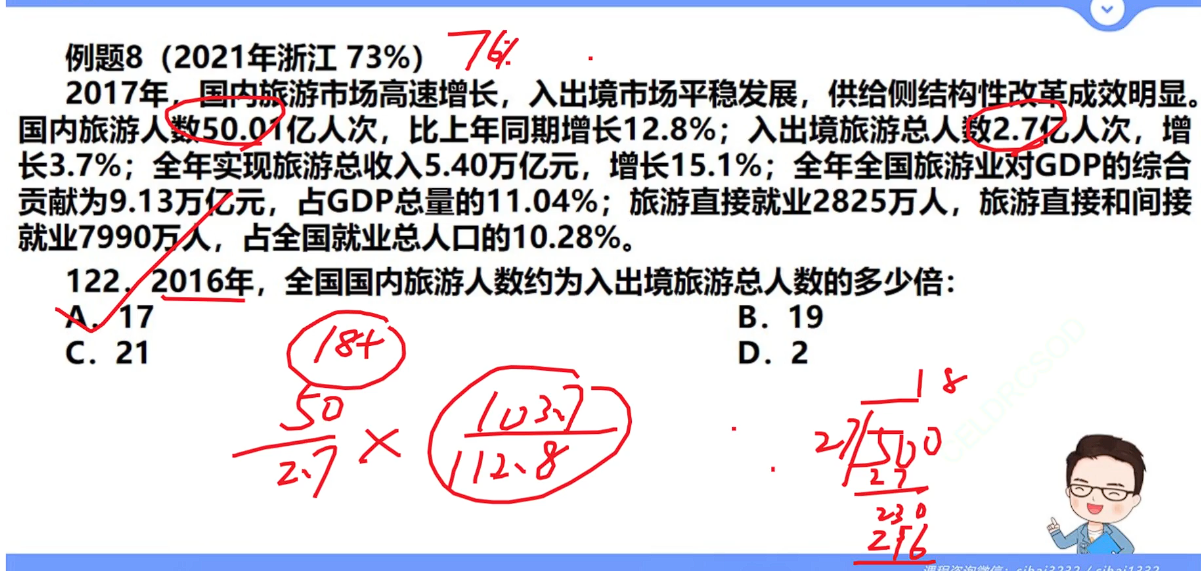 例题8（2021年浙江 73%） 76%
2017年，国内旅游市场高速增长，入出境市场平稳发展，供给侧结构性改革成效明显。
国内旅游人数50.01亿人次，比上年同期增长12.8%；入出境旅游总人数2.7亿人次，增
长3.7%；全年实现旅游总收入5.40万亿元，增长15.1%；全年全国旅游业对GDP的综合
贡献为9.13万亿元，占GDP总量的11.04%；旅游直接就业2825万人，旅游直接和间接
就业7990万人，占全国就业总人口的10.28%。
122．2016年，全国国内旅游人数约为入出境旅游总人数的多少倍：
A．17
B．19
C．21
D．2
18+
50
2.7
×
103.7
112.8
18
2.7
500
27
230
216